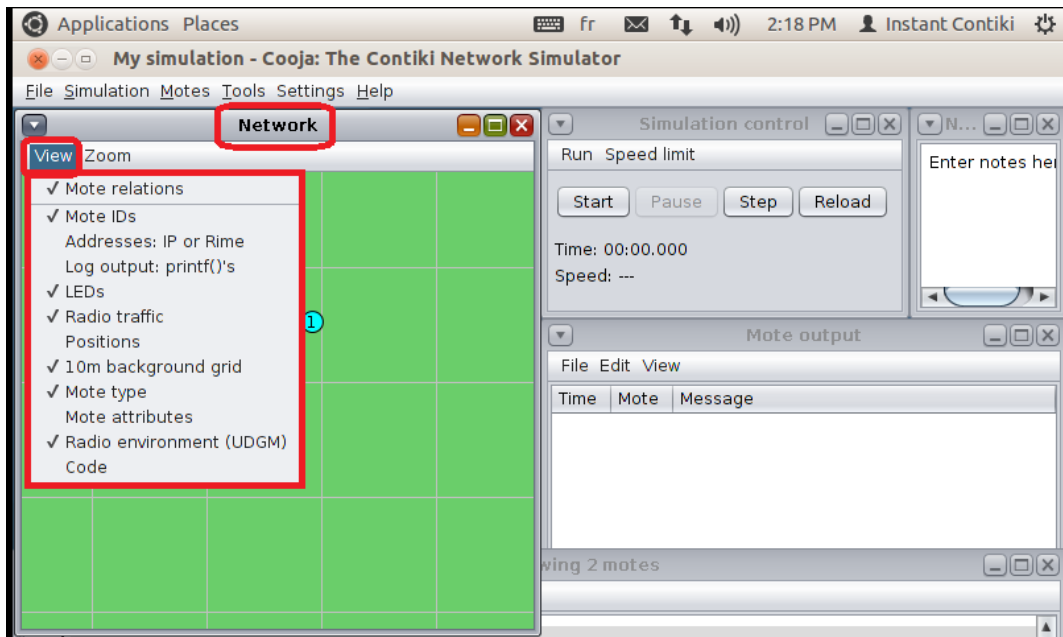 Applications Places fr 2:18 PM Instant Contiki
My simulation - Cooja: The Contiki Network Simulator
File Simulation Motes Tools Settings Help
Network
View Zoom
✓ Mote relations
✓ Mote IDs
Addresses: IP or Rime
Log output: printf()'s
✓ LEDs
✓ Radio traffic
Positions
✓ 10m background grid
✓ Mote type
Mote attributes
✓ Radio environment (UDGM)
Code
1
Simulation control
Run Speed limit
Start Pause Step Reload
Time: 00:00.000
Speed: ---
N...
Enter notes her
Mote output
File Edit View
Time Mote Message
wing 2 motes